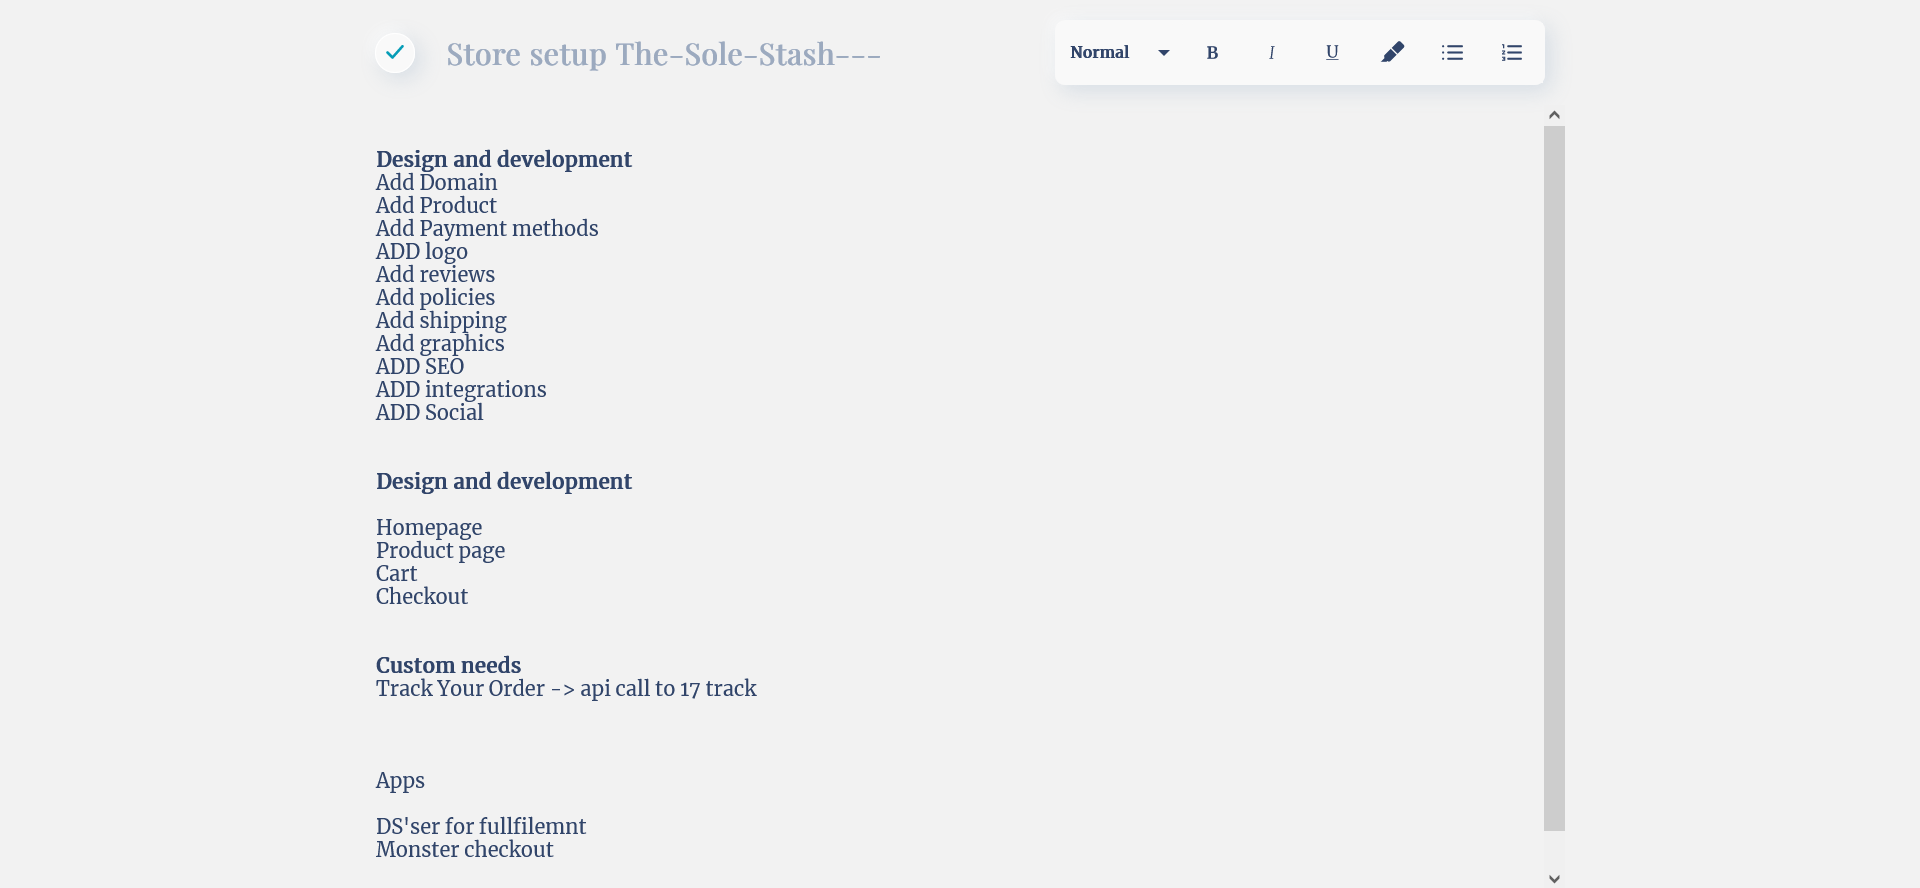 Store setup The-Sole-Stash---
Normal
B
I
U
Design and development
Add Domain
Add Product
Add Payment methods
ADD logo
Add reviews
Add policies
Add shipping
Add graphics
ADD SEO
ADD integrations
ADD Social
Design and development
Homepage
Product page
Cart
Checkout
Custom needs
Track Your Order -> api call to 17 track
Apps
DS'ser for fullfilemnt
Monster checkout